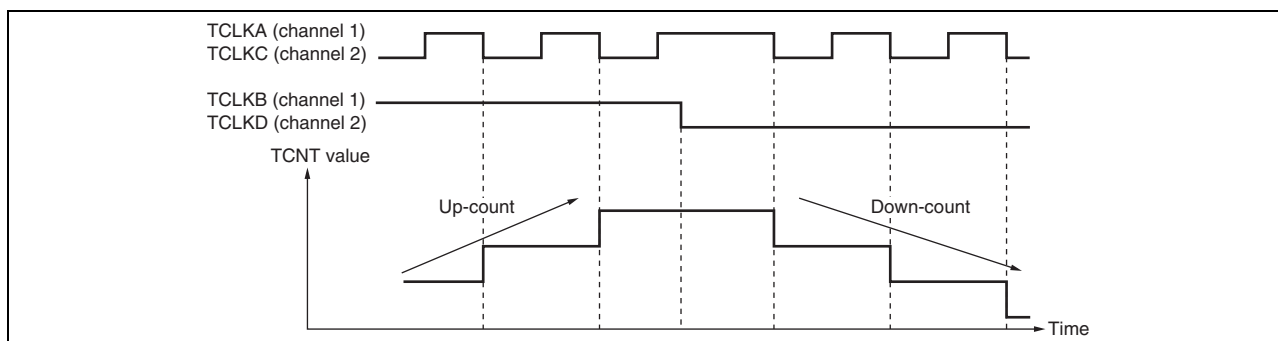 TCLKA (channel 1)
TCLKC (channel 2)
TCLKB (channel 1)
TCLKD (channel 2)
TCNT value
Up-count
Down-count
Time